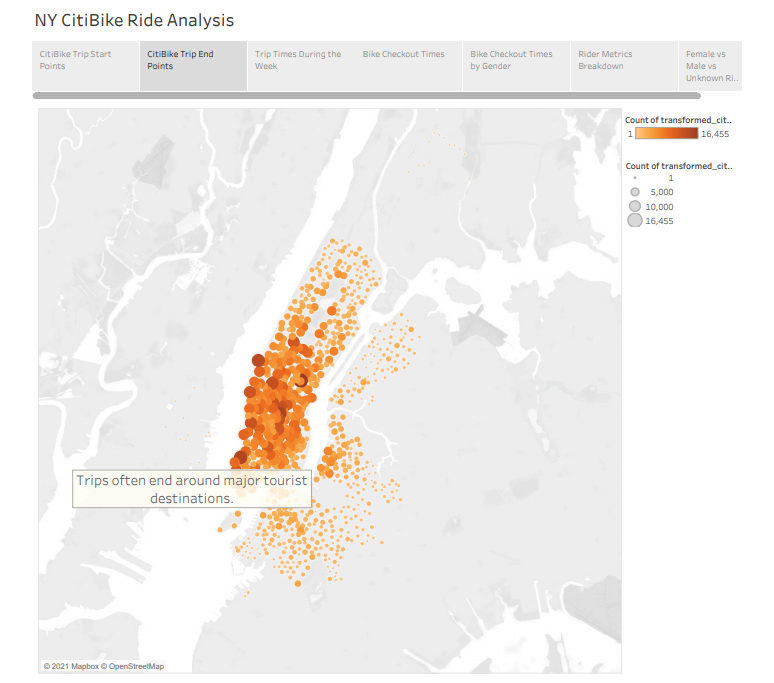 NY CitiBike Ride Analysis
CitiBike Trip Start
Points
CitiBike Trip End
Points
Trip Times During the
Week
Bike Checkout Times
Bike Checkout Times
by Gender
Rider Metrics
Breakdown
Female vs
Male vs
Unknown Ri..
Count of transformed_cit..
1
16,455
Count of transformed_cit..
1
5,000
10,000
16,455
Trips often end around major tourist
destinations.
© 2021 Mapbox © OpenStreetMap